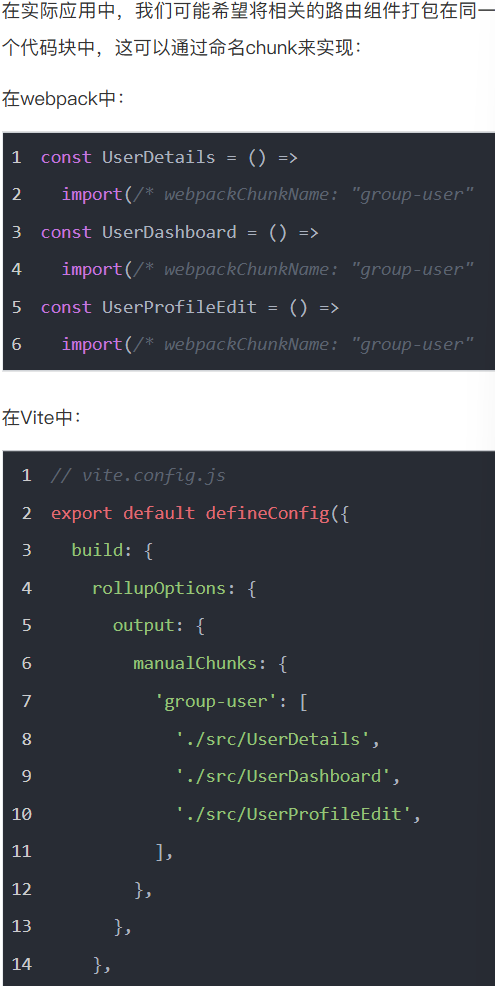 在实际应用中，我们可能希望将相关的路由组件打包在同一
个代码块中，这可以通过命名chunk来实现：
在webpack中：
1 const UserDetails = () =>
2   import(/* webpackChunkName: "group-user"
3 const UserDashboard = () =>
4   import(/* webpackChunkName: "group-user"
5 const UserProfileEdit = () =>
6   import(/* webpackChunkName: "group-user"
在Vite中：
1 // vite.config.js
2 export default defineConfig({
3   build: {
4     rollupOptions: {
5       output: {
6         manualChunks: {
7           'group-user': [
8             './src/UserDetails',
9             './src/UserDashboard',
10             './src/UserProfileEdit',
11           ],
12         },
13       },
14     },